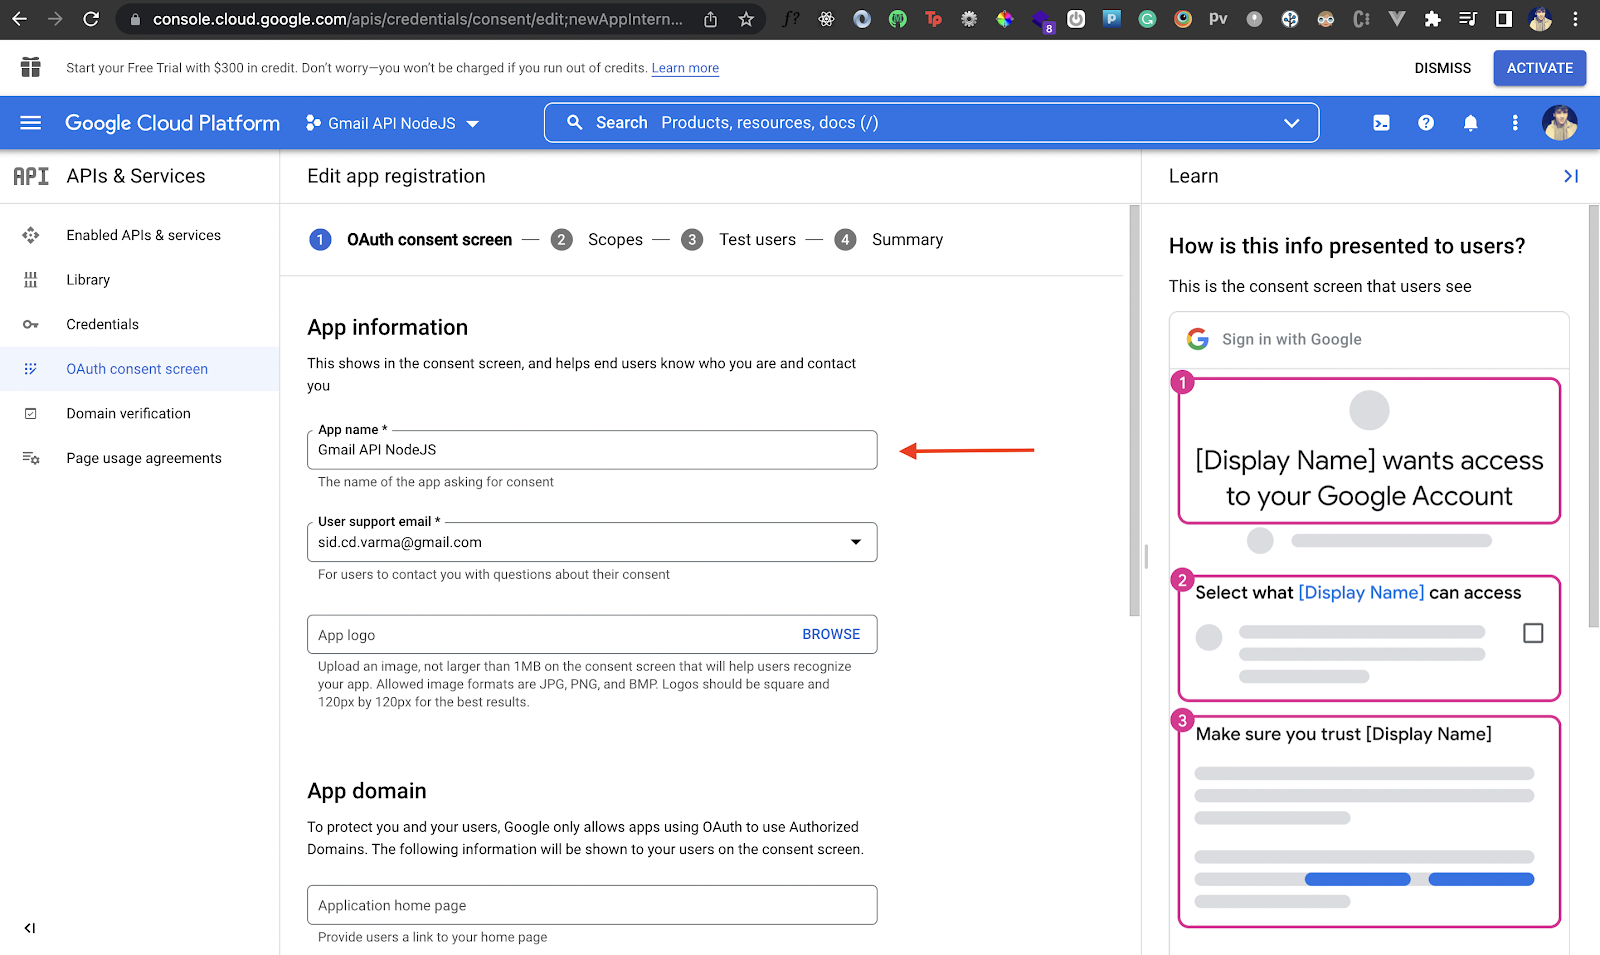 console.cloud.google.com/apis/credentials/consent/edit;newAppIntern...
f?
Tp
8
P
G
Pv
Start your Free Trial with $300 in credit. Don't worry—you won't be charged if you run out of credits. Learn more
DISMISS
ACTIVATE
Google Cloud Platform
Gmail API NodeJS
Search Products, resources, docs (/)
API APIs & Services
Enabled APIs & services
Library
Credentials
OAuth consent screen
Domain verification
Page usage agreements
Edit app registration
1 OAuth consent screen — 2 Scopes — 3 Test users — 4 Summary
App information
This shows in the consent screen, and helps end users know who you are and contact
you
App name *
Gmail API NodeJS
The name of the app asking for consent
User support email *
sid.cd.varma@gmail.com
For users to contact you with questions about their consent
App logo
BROWSE
Upload an image, not larger than 1MB on the consent screen that will help users recognize
your app. Allowed image formats are JPG, PNG, and BMP. Logos should be square and
120px by 120px for the best results.
App domain
To protect you and your users, Google only allows apps using OAuth to use Authorized
Domains. The following information will be shown to your users on the consent screen.
Application home page
Provide users a link to your home page
Learn
How is this info presented to users?
This is the consent screen that users see
G Sign in with Google
1
[Display Name] wants access
to your Google Account
2
Select what [Display Name] can access
3
Make sure you trust [Display Name]